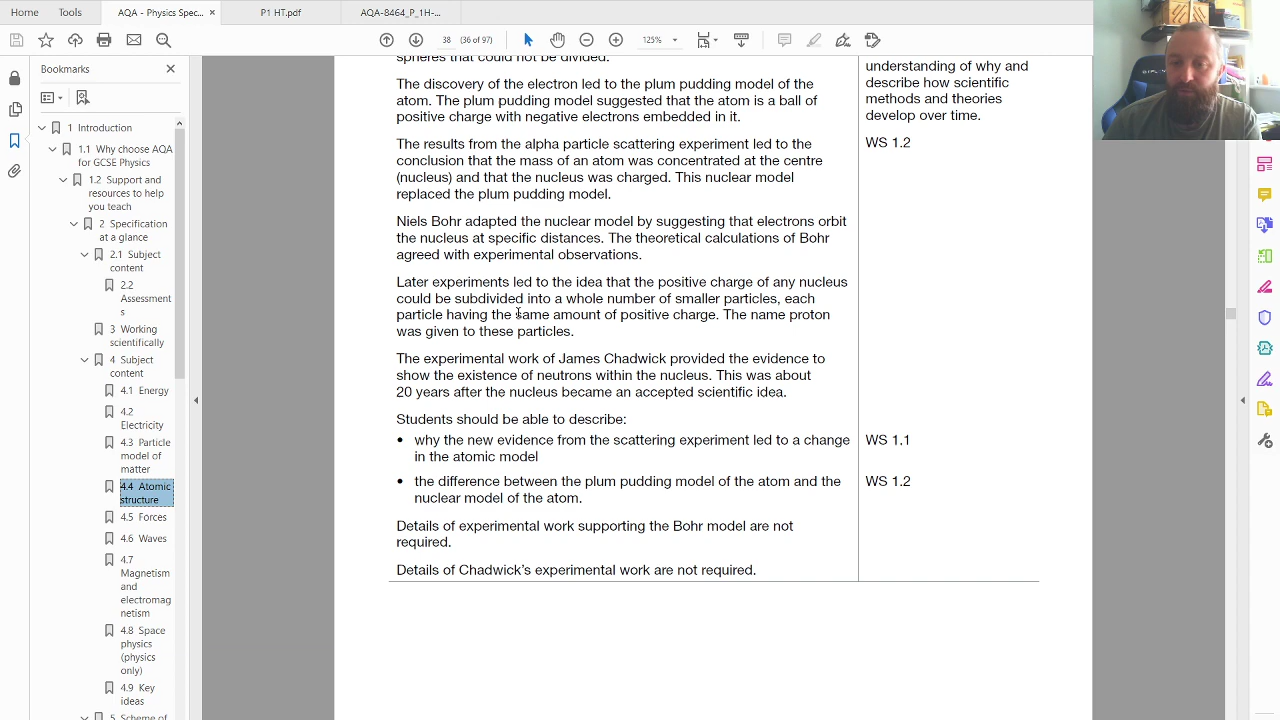 Home
Tools
AQA - Physics Spec...
P1 HT.pdf
AQA-8464_P_1H-...
38
(36 of 97)
125%
Bookmarks
1 Introduction
1.1 Why choose AQA
for GCSE Physics
1.2 Support and
resources to help
you teach
2 Specification
at a glance
2.1 Subject
content
2.2
Assessment
s
3 Working
scientifically
4 Subject
content
4.1 Energy
4.2
Electricity
4.3 Particle
model of
matter
4.4 Atomic
structure
4.5 Forces
4.6 Waves
4.7
Magnetism
and
electromag
netism
4.8 Space
physics
(physics
only)
4.9 Key
ideas
5 Scheme of
spheres that could not be divided.
The discovery of the electron led to the plum pudding model of the
atom. The plum pudding model suggested that the atom is a ball of
positive charge with negative electrons embedded in it.
The results from the alpha particle scattering experiment led to the
conclusion that the mass of an atom was concentrated at the centre
(nucleus) and that the nucleus was charged. This nuclear model
replaced the plum pudding model.
Niels Bohr adapted the nuclear model by suggesting that electrons orbit
the nucleus at specific distances. The theoretical calculations of Bohr
agreed with experimental observations.
Later experiments led to the idea that the positive charge of any nucleus
could be subdivided into a whole number of smaller particles, each
particle having the same amount of positive charge. The name proton
was given to these particles.
The experimental work of James Chadwick provided the evidence to
show the existence of neutrons within the nucleus. This was about
20 years after the nucleus became an accepted scientific idea.
Students should be able to describe:
• why the new evidence from the scattering experiment led to a change
in the atomic model
• the difference between the plum pudding model of the atom and the
nuclear model of the atom.
Details of experimental work supporting the Bohr model are not
required.
Details of Chadwick's experimental work are not required.
understanding of why and
describe how scientific
methods and theories
develop over time.
WS 1.2
WS 1.1
WS 1.2